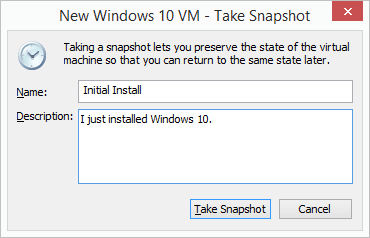 New Windows 10 VM - Take Snapshot
Taking a snapshot lets you preserve the state of the virtual
machine so that you can return to the same state later.
Name: Initial Install
Description: I just installed Windows 10.
Take Snapshot Cancel